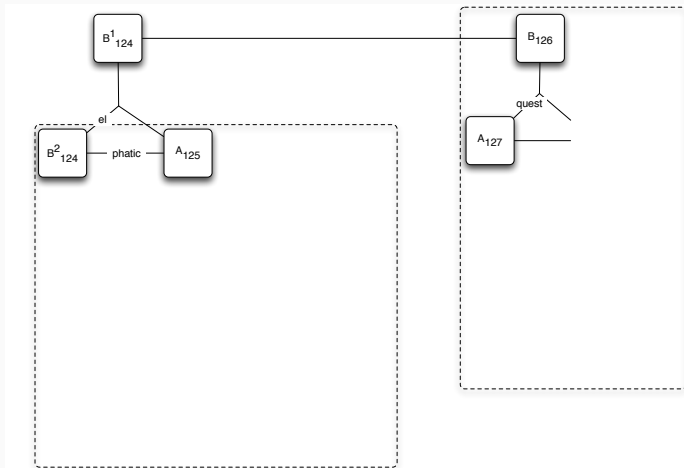 B¹₁₂₄
B₁₂₆
quest
el
A₁₂₇
B²₁₂₄
phatic
A₁₂₅